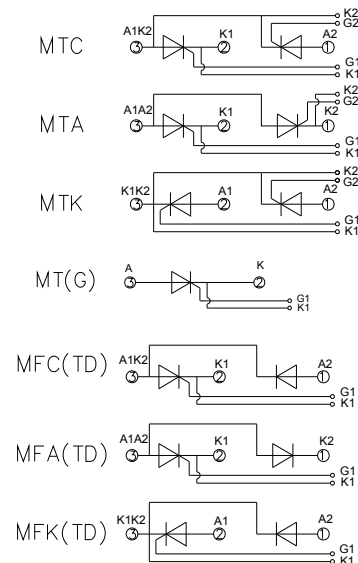 K2
A1K2 K1 A2 G2
MTC
3 2 1
G1
K1
K2
A1A2 K1 K2 G2
MTA
3 2 1
G1
K1
K2
G2
K1K2 A1 A2
MTK
3 2 1
G1
K1
A K
MT(G)
3 2
G1
K1
A1K2 K1 A2
MFC(TD)
3 2 1
G1
K1
A1A2 K1 K2
MFA(TD)
3 2 1
G1
K1
K1K2 A1 A2
MFK(TD)
3 2 1
G1
K1